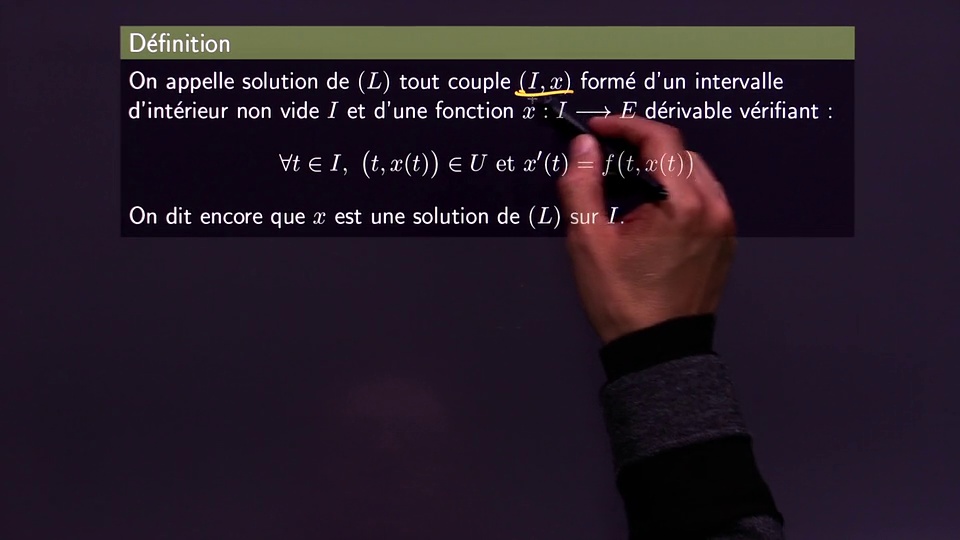 Définition
On appelle solution de (L) tout couple (I, x) formé d'un intervalle
d'intérieur non vide I et d'une fonction x : I ⟶ E dérivable vérifiant :
∀t ∈ I, (t, x(t)) ∈ U et x′(t) = f(t, x(t))
On dit encore que x est une solution de (L) sur I.